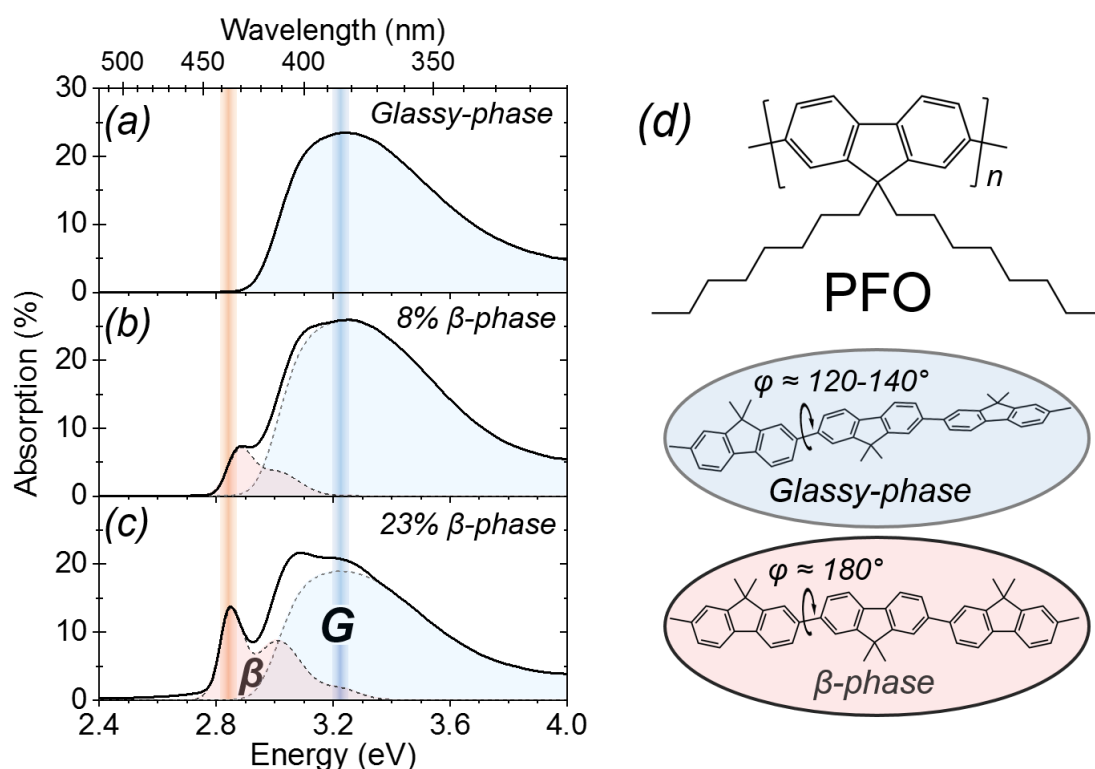 Wavelength (nm)
500 440 400 350
(a) Glassy-phase
30
20
10
0
(b) 8% β-phase
20
10
0
(c) 23% β-phase
20
10
0
G
β
Absorption (%)
2.4 2.8 3.2 3.6 4.0
Energy (eV)
(d)
n
PFO
φ ≈ 120-140°
Glassy-phase
φ ≈ 180°
β-phase